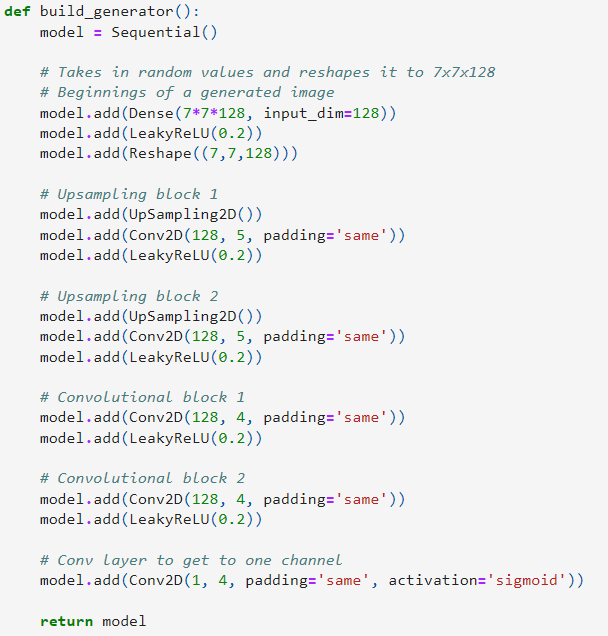 def build_generator():
    model = Sequential()

    # Takes in random values and reshapes it to 7x7x128
    # Beginnings of a generated image
    model.add(Dense(7*7*128, input_dim=128))
    model.add(LeakyReLU(0.2))
    model.add(Reshape((7,7,128)))

    # Upsampling block 1
    model.add(UpSampling2D())
    model.add(Conv2D(128, 5, padding='same'))
    model.add(LeakyReLU(0.2))

    # Upsampling block 2
    model.add(UpSampling2D())
    model.add(Conv2D(128, 5, padding='same'))
    model.add(LeakyReLU(0.2))

    # Convolutional block 1
    model.add(Conv2D(128, 4, padding='same'))
    model.add(LeakyReLU(0.2))

    # Convolutional block 2
    model.add(Conv2D(128, 4, padding='same'))
    model.add(LeakyReLU(0.2))

    # Conv layer to get to one channel
    model.add(Conv2D(1, 4, padding='same', activation='sigmoid'))

    return model